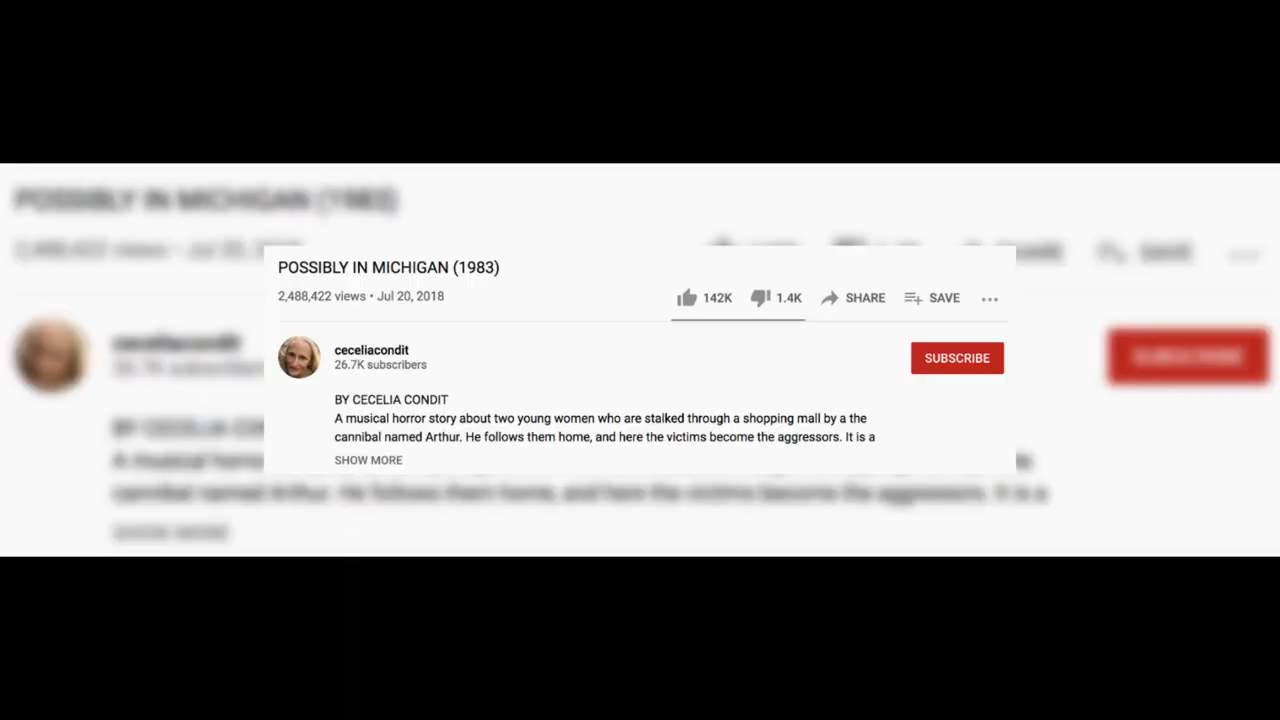 POSSIBLY IN MICHIGAN (1983)
2,488,422 views • Jul 20, 2018
142K 1.4K SHARE SAVE ...
ceceliacondit
26.7K subscribers
SUBSCRIBE
BY CECELIA CONDIT
A musical horror story about two young women who are stalked through a shopping mall by a the
cannibal named Arthur. He follows them home, and here the victims become the aggressors. It is a
SHOW MORE